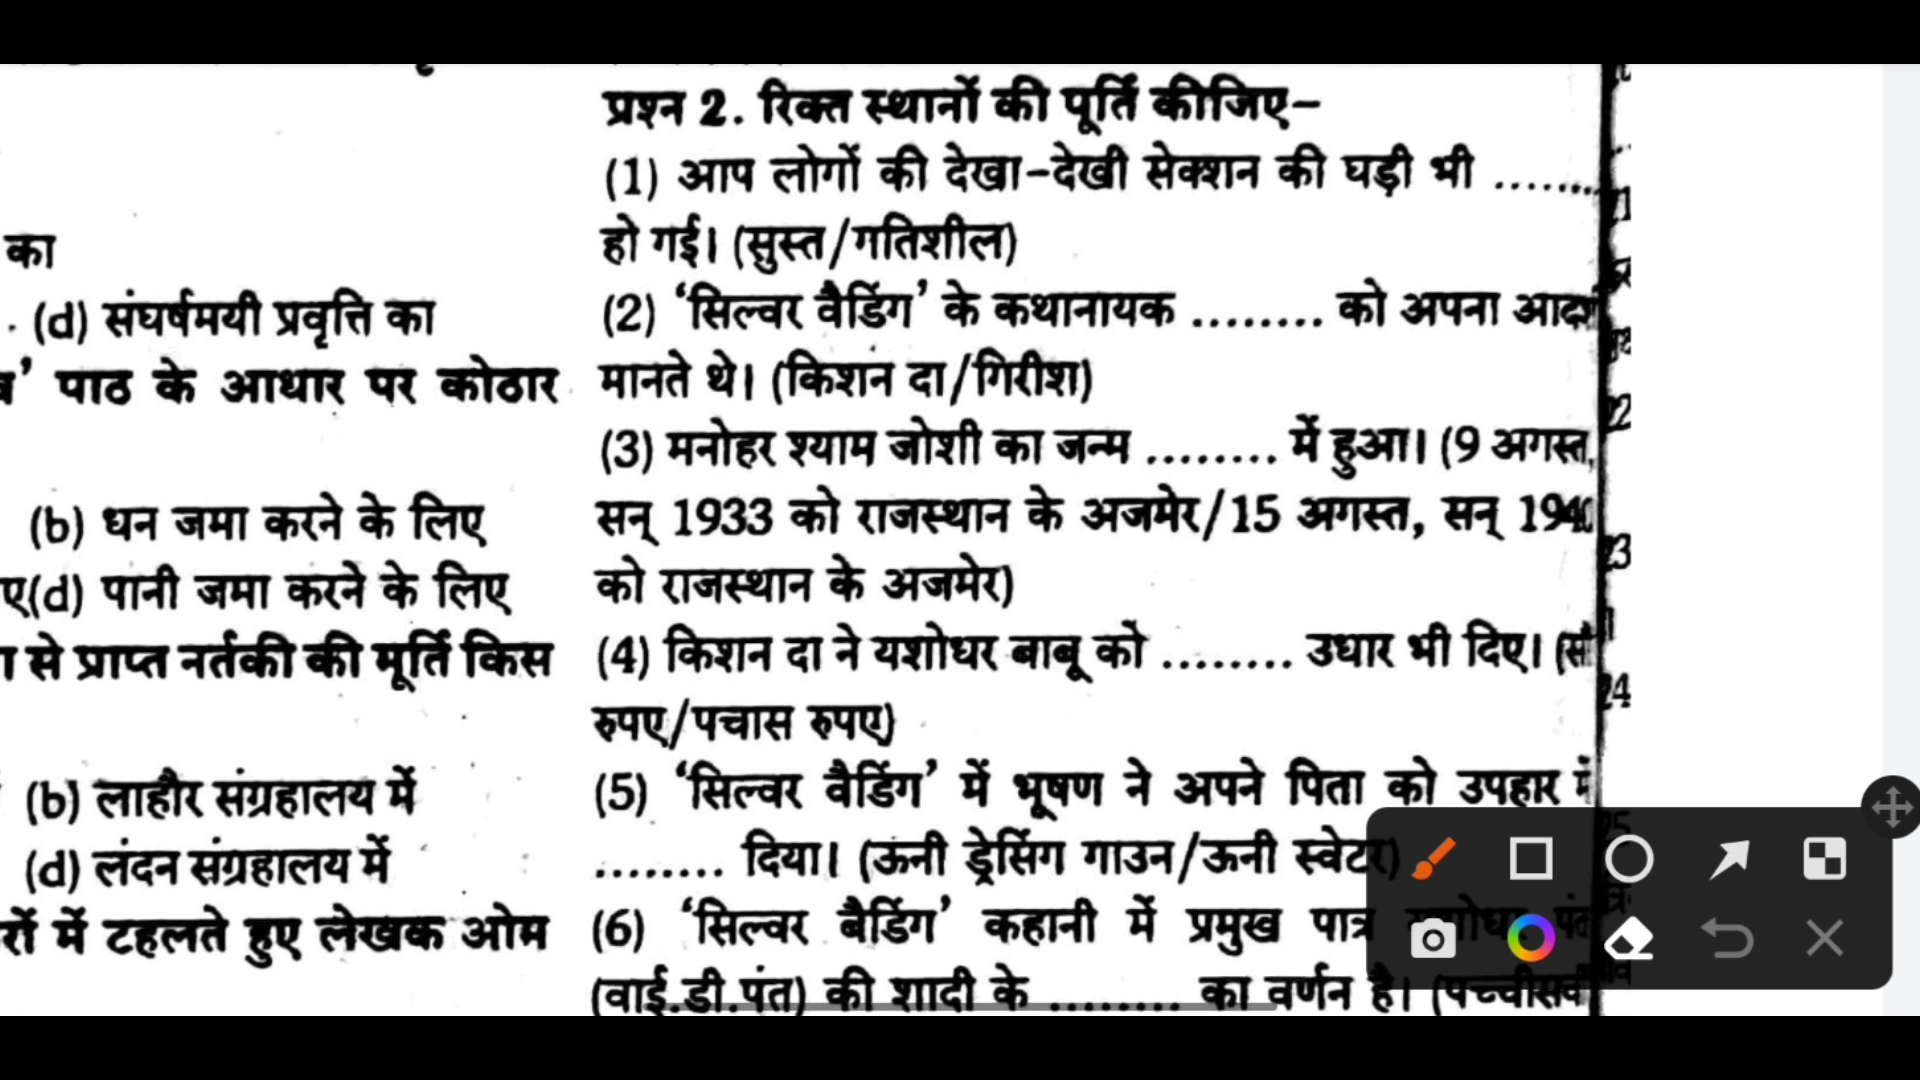 का
(d) संघर्षमयी प्रवृत्ति का
पाठ के आधार पर कोठार
(b) धन जमा करने के लिए
ए(d) पानी जमा करने के लिए
से प्राप्त नर्तकी की मूर्ति किस
(b) लाहौर संग्रहालय में
(d) लंदन संग्रहालय में
में टहलते हुए लेखक ओम
प्रश्न 2. रिक्त स्थानों की पूर्ति कीजिए–
(1) आप लोगों की देखा-देखी सेक्शन की घड़ी भी ........
हो गई। (सुस्त/गतिशील)
(2) ‘सिल्वर वैडिंग’ के कथानायक ........ को अपना
मानते थे। (किशन दा/गिरीश)
(3) मनोहर श्याम जोशी का जन्म ........ में हुआ। (9 अगस्त,
सन् 1933 को राजस्थान के अजमेर/15 अगस्त, सन् 1940
को राजस्थान के अजमेर)
(4) किशन दा ने यशोधर बाबू को ........ उधार भी दिए।
रुपए/पचास रुपए)
(5) ‘सिल्वर वैडिंग’ में भूषण ने अपने पिता को उपहार में
........ दिया। (ऊनी ड्रेसिंग गाउन/ऊनी स्वेटर)
(6) ‘सिल्वर बैडिंग’ कहानी में प्रमुख पात्र
(वाई.डी.पंत) की शादी के ........ का वर्णन है।